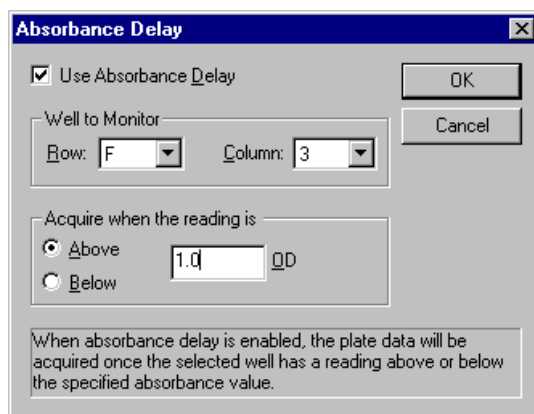 Absorbance Delay
Use Absorbance Delay
OK
Cancel
Well to Monitor
Row: F Column: 3
Acquire when the reading is
Above
1.0 OD
Below
When absorbance delay is enabled, the plate data will be
acquired once the selected well has a reading above or below
the specified absorbance value.